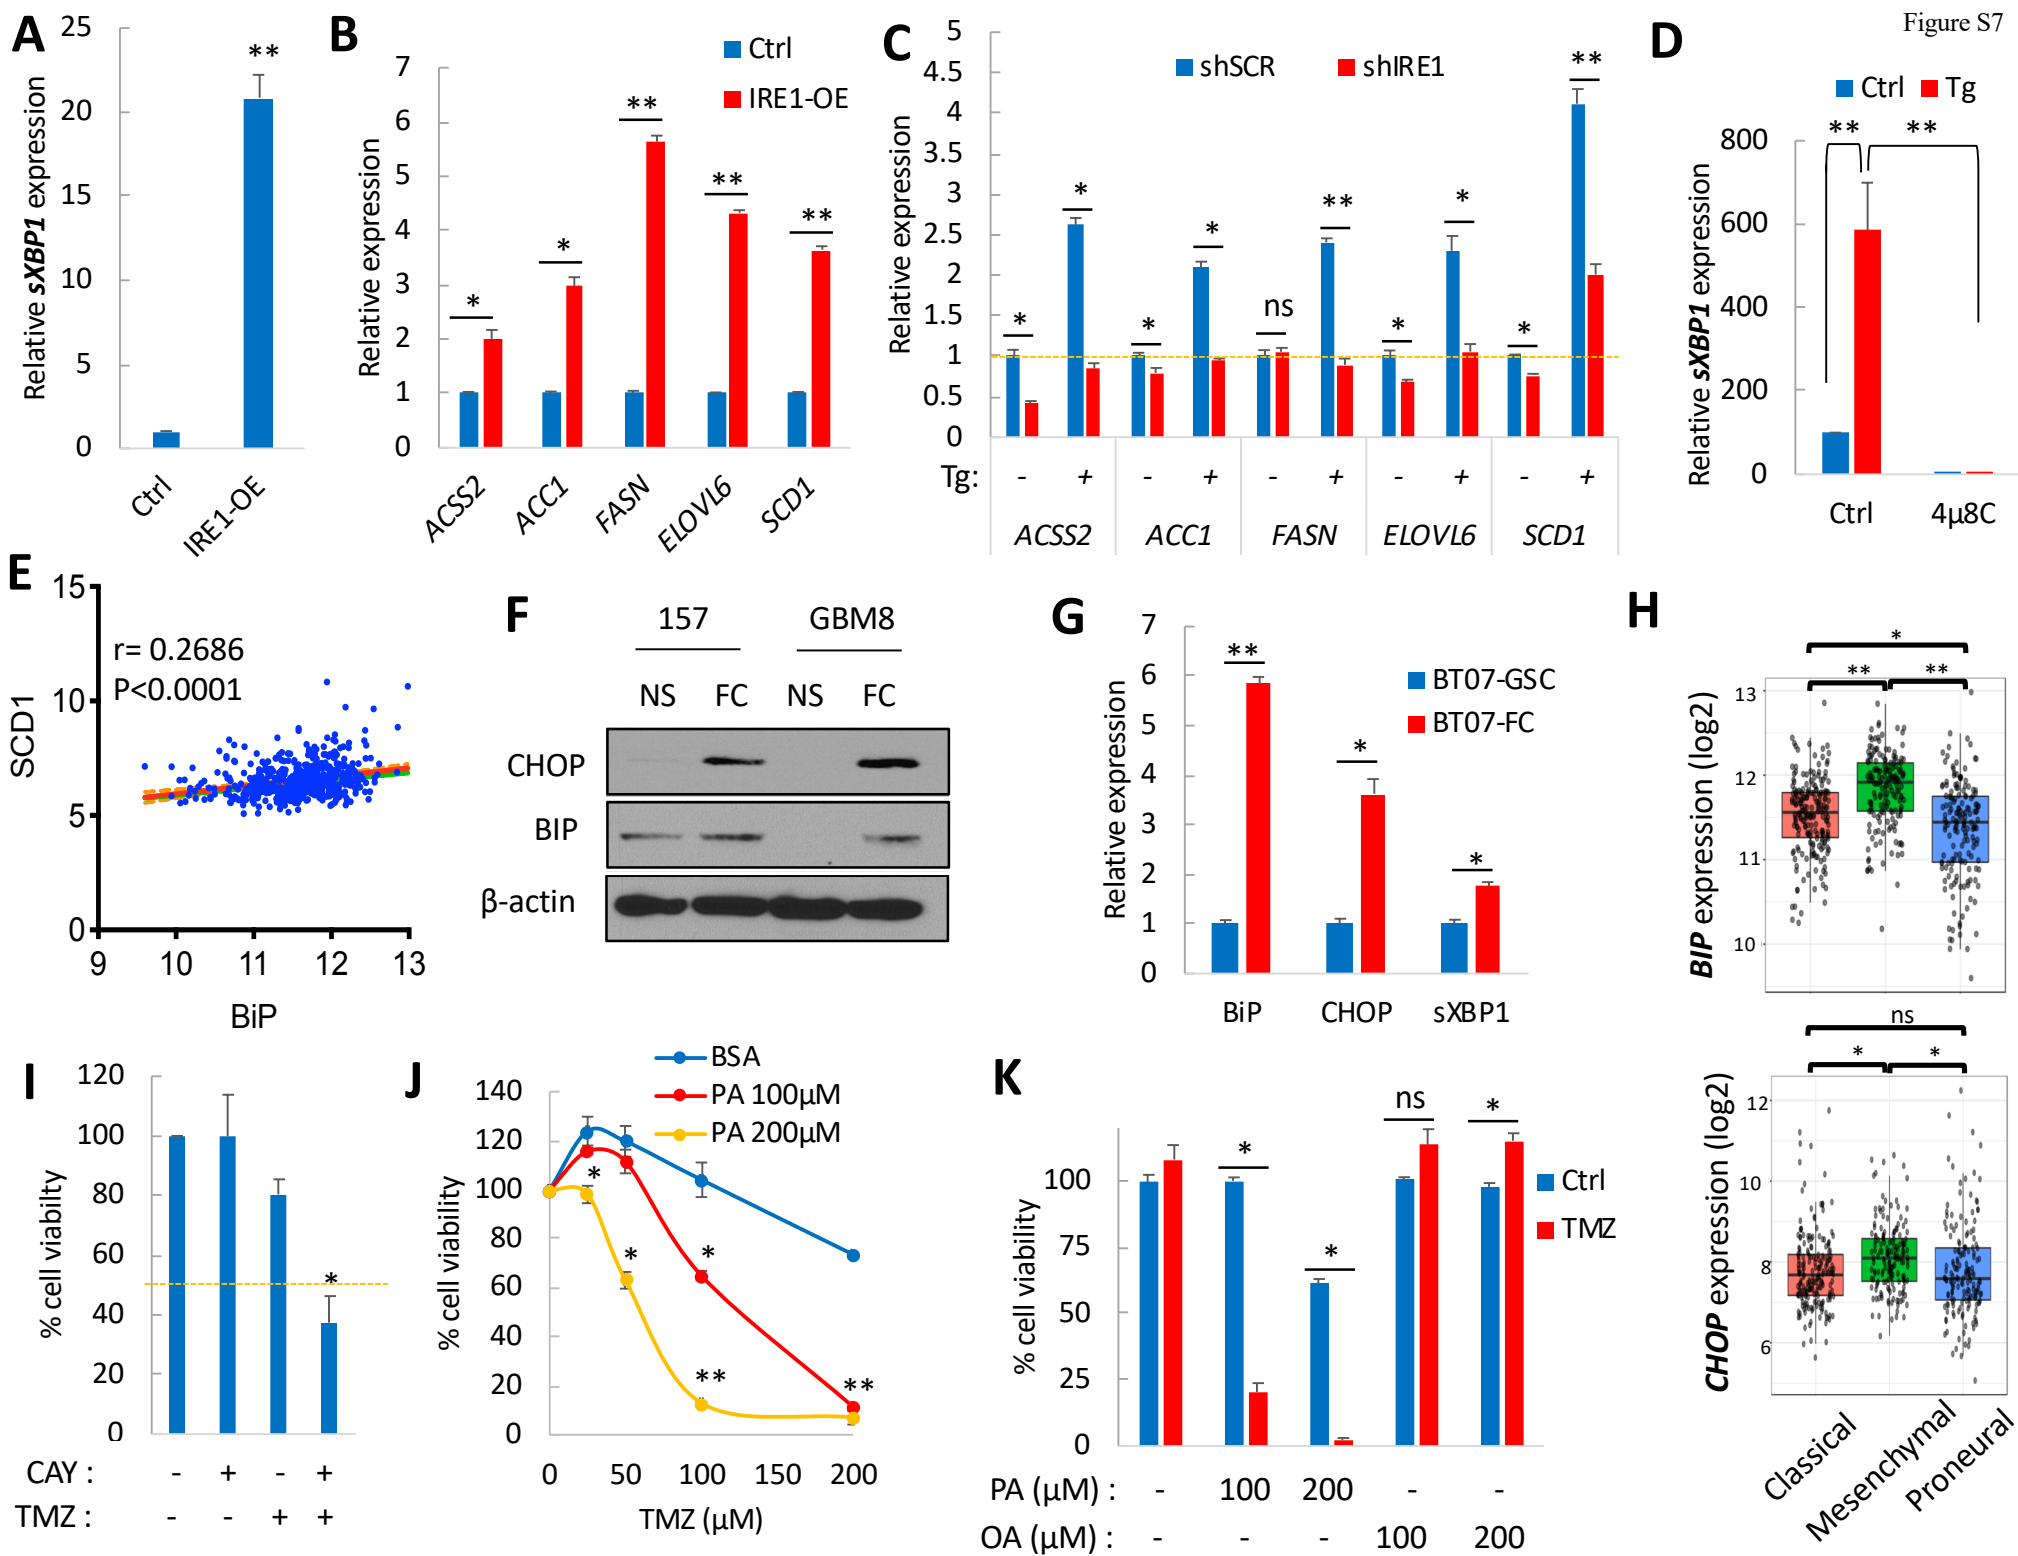 Figure S7
A
Relative sXBP1 expression
25
20
15
10
5
0
**
Ctrl
IRE1-OE
B
Relative expression
Ctrl
IRE1-OE
7
6
5
4
3
2
1
0
*
*
**
**
**
ACSS2
ACC1
FASN
ELOVL6
SCD1
C
Relative expression
shSCR
shIRE1
5
4.5
4
3.5
3
2.5
2
1.5
1
0.5
0
*
*
*
*
ns
**
*
*
*
**
Tg: - + - + - + - + - +
ACSS2 ACC1 FASN ELOVL6 SCD1
D
Relative sXBP1 expression
Ctrl Tg
** **
800
600
400
200
0
Ctrl 4µ8C
E
SCD1
15
10
5
0
r= 0.2686
P<0.0001
9 10 11 12 13
BiP
F
157 GBM8
NS FC NS FC
CHOP
BIP
β-actin
G
Relative expression
BT07-GSC
BT07-FC
7
6
5
4
3
2
1
0
**
*
*
BiP CHOP sXBP1
H
BIP expression (log2)
*
** **
13
12
11
10
CHOP expression (log2)
ns
* *
12
10
8
6
Classical
Mesenchymal
Proneural
I
% cell viability
120
100
80
60
40
20
0
*
CAY : - + - +
TMZ : - - + +
J
% cell viability
BSA
PA 100µM
PA 200µM
140
120
100
80
60
40
20
0
*
*
*
**
**
0 50 100 150 200
TMZ (µM)
K
% cell viability
Ctrl
TMZ
100
75
50
25
0
*
*
ns
*
PA (µM) : - 100 200 - -
OA (µM) : - - - 100 200